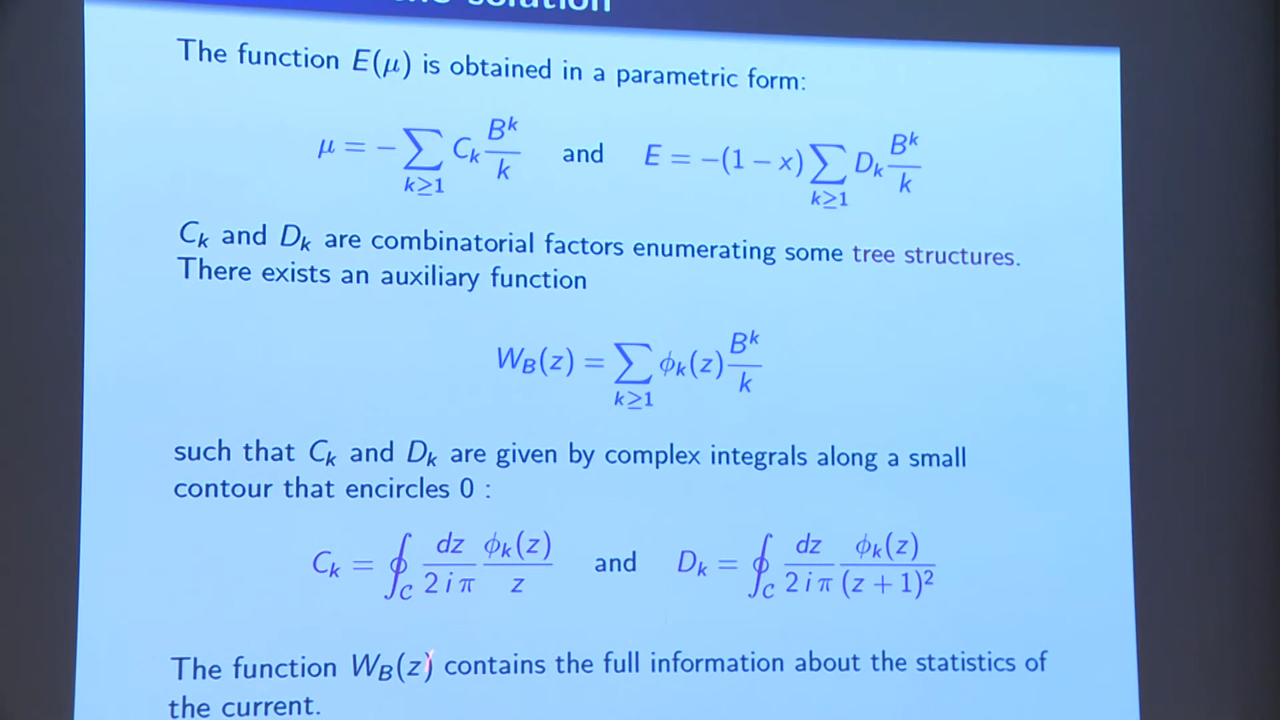 solution
The function E(μ) is obtained in a parametric form:
μ = −∑_{k≥1} C_k B^k/k and E = −(1 − x)∑_{k≥1} D_k B^k/k
C_k and D_k are combinatorial factors enumerating some tree structures.
There exists an auxiliary function
W_B(z) = ∑_{k≥1} ϕ_k(z) B^k/k
such that C_k and D_k are given by complex integrals along a small
contour that encircles 0 :
C_k = ∮_C dz/(2 i π) ϕ_k(z)/z and D_k = ∮_C dz/(2 i π) ϕ_k(z)/(z + 1)²
The function W_B(z) contains the full information about the statistics of
the current.